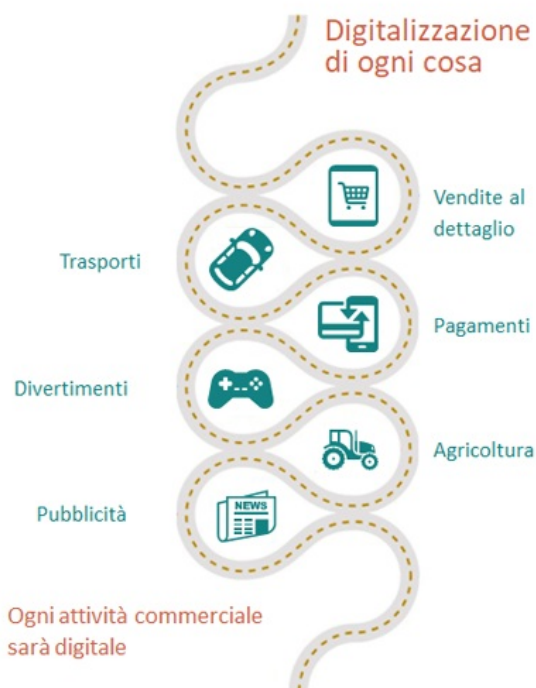 Digitalizzazione
di ogni cosa
Vendite al
dettaglio
Trasporti
Pagamenti
Divertimenti
Agricoltura
NEWS
Pubblicità
Ogni attività commerciale
sarà digitale